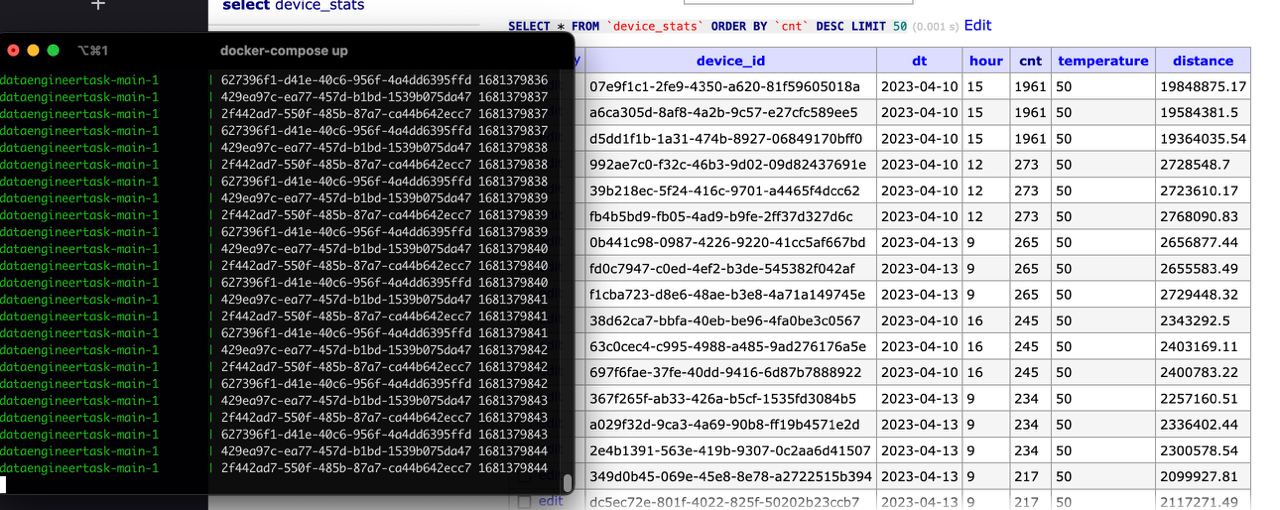 select device_stats
SELECT * FROM `device_stats` ORDER BY `cnt` DESC LIMIT 50 (0.001 s) Edit
⌥⌘1 docker-compose up
dataengineertask-main-1 | 627396f1-d41e-40c6-956f-4a4dd6395ffd 1681379836
dataengineertask-main-1 | 429ea97c-ea77-457d-b1bd-1539b075da47 1681379837
dataengineertask-main-1 | 2f442ad7-550f-485b-87a7-ca44b642ecc7 1681379837
dataengineertask-main-1 | 627396f1-d41e-40c6-956f-4a4dd6395ffd 1681379837
dataengineertask-main-1 | 429ea97c-ea77-457d-b1bd-1539b075da47 1681379838
dataengineertask-main-1 | 2f442ad7-550f-485b-87a7-ca44b642ecc7 1681379838
dataengineertask-main-1 | 627396f1-d41e-40c6-956f-4a4dd6395ffd 1681379838
dataengineertask-main-1 | 429ea97c-ea77-457d-b1bd-1539b075da47 1681379839
dataengineertask-main-1 | 2f442ad7-550f-485b-87a7-ca44b642ecc7 1681379839
dataengineertask-main-1 | 627396f1-d41e-40c6-956f-4a4dd6395ffd 1681379839
dataengineertask-main-1 | 429ea97c-ea77-457d-b1bd-1539b075da47 1681379840
dataengineertask-main-1 | 2f442ad7-550f-485b-87a7-ca44b642ecc7 1681379840
dataengineertask-main-1 | 627396f1-d41e-40c6-956f-4a4dd6395ffd 1681379840
dataengineertask-main-1 | 429ea97c-ea77-457d-b1bd-1539b075da47 1681379841
dataengineertask-main-1 | 2f442ad7-550f-485b-87a7-ca44b642ecc7 1681379841
dataengineertask-main-1 | 627396f1-d41e-40c6-956f-4a4dd6395ffd 1681379841
dataengineertask-main-1 | 429ea97c-ea77-457d-b1bd-1539b075da47 1681379842
dataengineertask-main-1 | 2f442ad7-550f-485b-87a7-ca44b642ecc7 1681379842
dataengineertask-main-1 | 627396f1-d41e-40c6-956f-4a4dd6395ffd 1681379842
dataengineertask-main-1 | 429ea97c-ea77-457d-b1bd-1539b075da47 1681379843
dataengineertask-main-1 | 2f442ad7-550f-485b-87a7-ca44b642ecc7 1681379843
dataengineertask-main-1 | 627396f1-d41e-40c6-956f-4a4dd6395ffd 1681379843
dataengineertask-main-1 | 429ea97c-ea77-457d-b1bd-1539b075da47 1681379844
dataengineertask-main-1 | 2f442ad7-550f-485b-87a7-ca44b642ecc7 1681379844
device_id dt hour cnt temperature distance
07e9f1c1-2fe9-4350-a620-81f59605018a 2023-04-10 15 1961 50 19848875.17
a6ca305d-8af8-4a2b-9c57-e27cfc589ee5 2023-04-10 15 1961 50 19584381.5
d5dd1f1b-1a31-474b-8927-06849170bff0 2023-04-10 15 1961 50 19364035.54
992ae7c0-f32c-46b3-9d02-09d82437691e 2023-04-10 12 273 50 2728548.7
39b218ec-5f24-416c-9701-a4465f4dcc62 2023-04-10 12 273 50 2723610.17
fb4b5bd9-fb05-4ad9-b9fe-2ff37d327d6c 2023-04-10 12 273 50 2768090.83
0b441c98-0987-4226-9220-41cc5af667bd 2023-04-13 9 265 50 2656877.44
fd0c7947-c0ed-4ef2-b3de-545382f042af 2023-04-13 9 265 50 2655583.49
f1cba723-d8e6-48ae-b3e8-4a71a149745e 2023-04-13 9 265 50 2729448.32
38d62ca7-bbfa-40eb-be96-4fa0be3c0567 2023-04-10 16 245 50 2343292.5
63c0cec4-c995-4988-a485-9ad276176a5e 2023-04-10 16 245 50 2403169.11
697f6fae-37fe-40dd-9416-6d87b7888922 2023-04-10 16 245 50 2400783.22
367f265f-ab33-426a-b5cf-1535fd3084b5 2023-04-13 9 234 50 2257160.51
a029f32d-9ca3-4a69-90b8-ff19b4571e2d 2023-04-13 9 234 50 2336402.44
2e4b1391-563e-419b-9307-0c2aa6d41507 2023-04-13 9 234 50 2300578.54
349d0b45-069e-45e8-8e78-a2722515b394 2023-04-13 9 217 50 2099927.81
edit dc5ec72e-801f-4022-825f-50202b23ccb7 2023-04-13 9 217 50 2117271.49